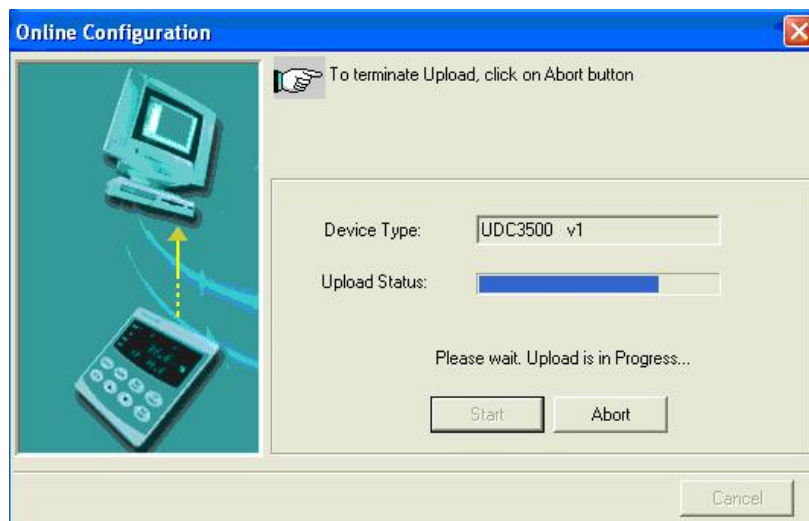 Online Configuration
To terminate Upload, click on Abort button
Device Type: UDC3500 v1
Upload Status:
Please wait. Upload is in Progress...
Start Abort
Cancel